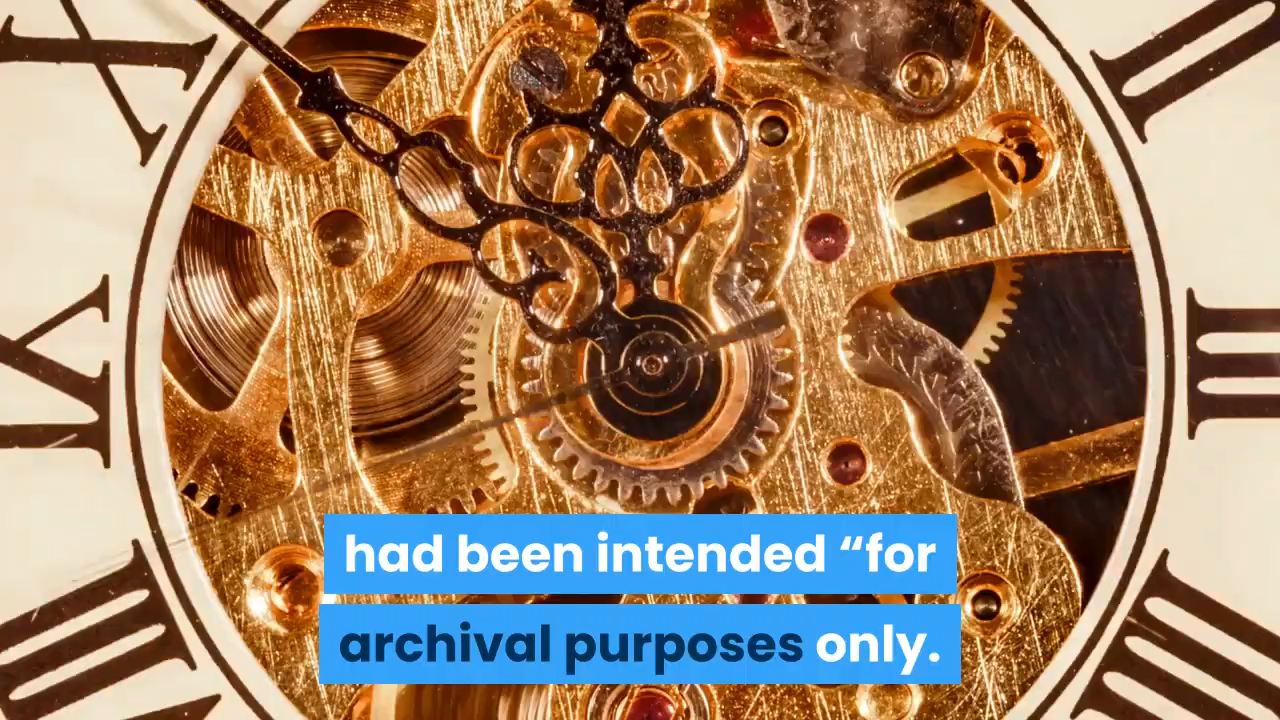 had been intended “for
archival purposes only.